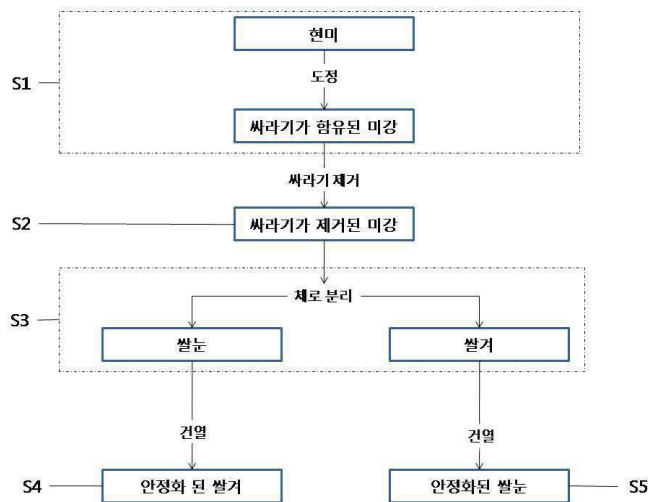 현미
S1
도정
싸라기가 함유된 미강
싸라기 제거
S2
싸라기가 제거된 미강
체로 분리
S3
쌀눈
쌀겨
건열
건열
S4
안정화 된 쌀겨
안정화된 쌀눈
S5